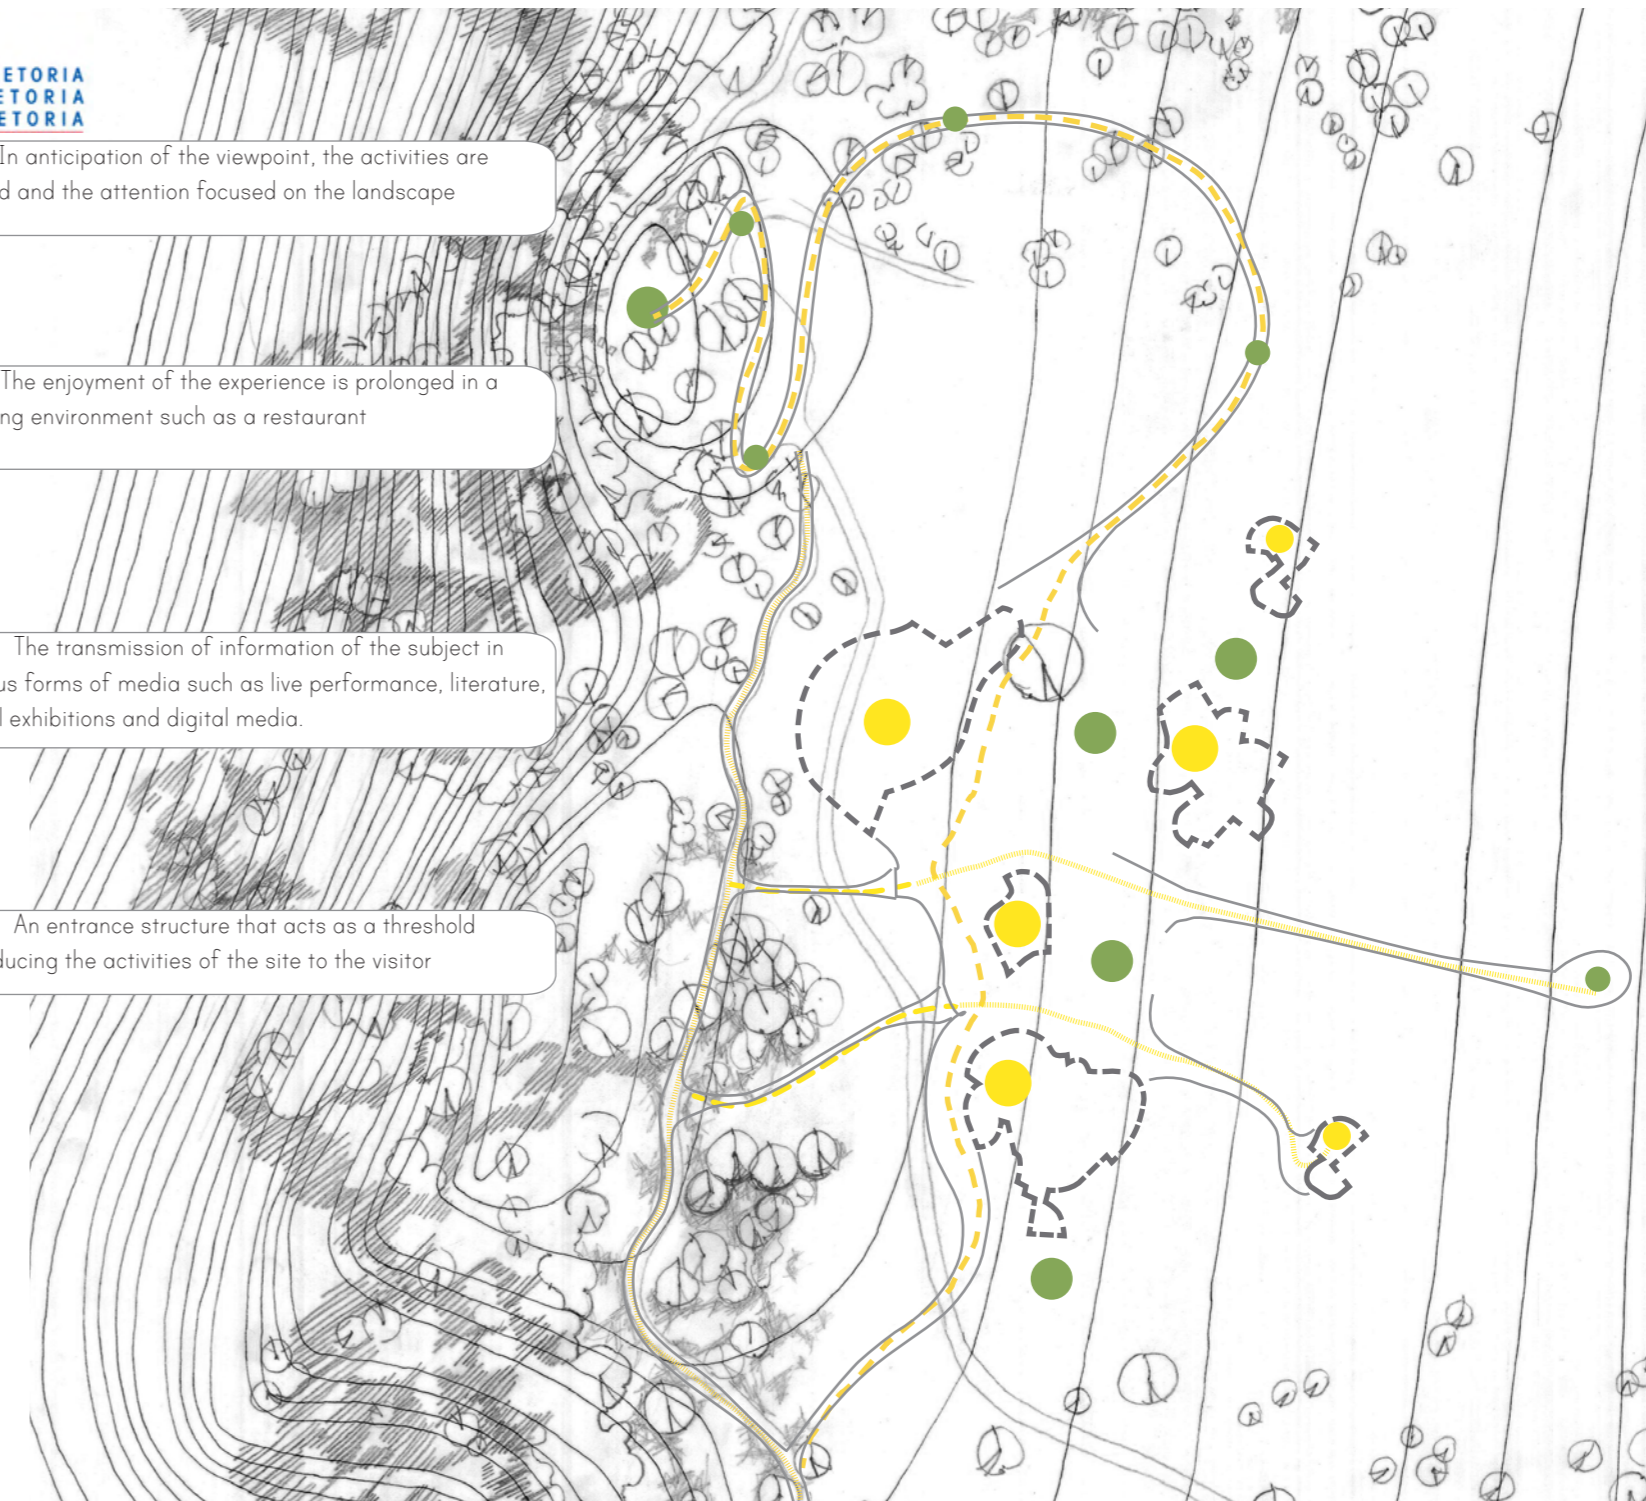 ETORIA
ETORIA
ETORIA
In anticipation of the viewpoint, the activities are
d and the attention focused on the landscape
The enjoyment of the experience is prolonged in a
ng environment such as a restaurant
The transmission of information of the subject in
us forms of media such as live performance, literature,
l exhibitions and digital media.
An entrance structure that acts as a threshold
ducing the activities of the site to the visitor